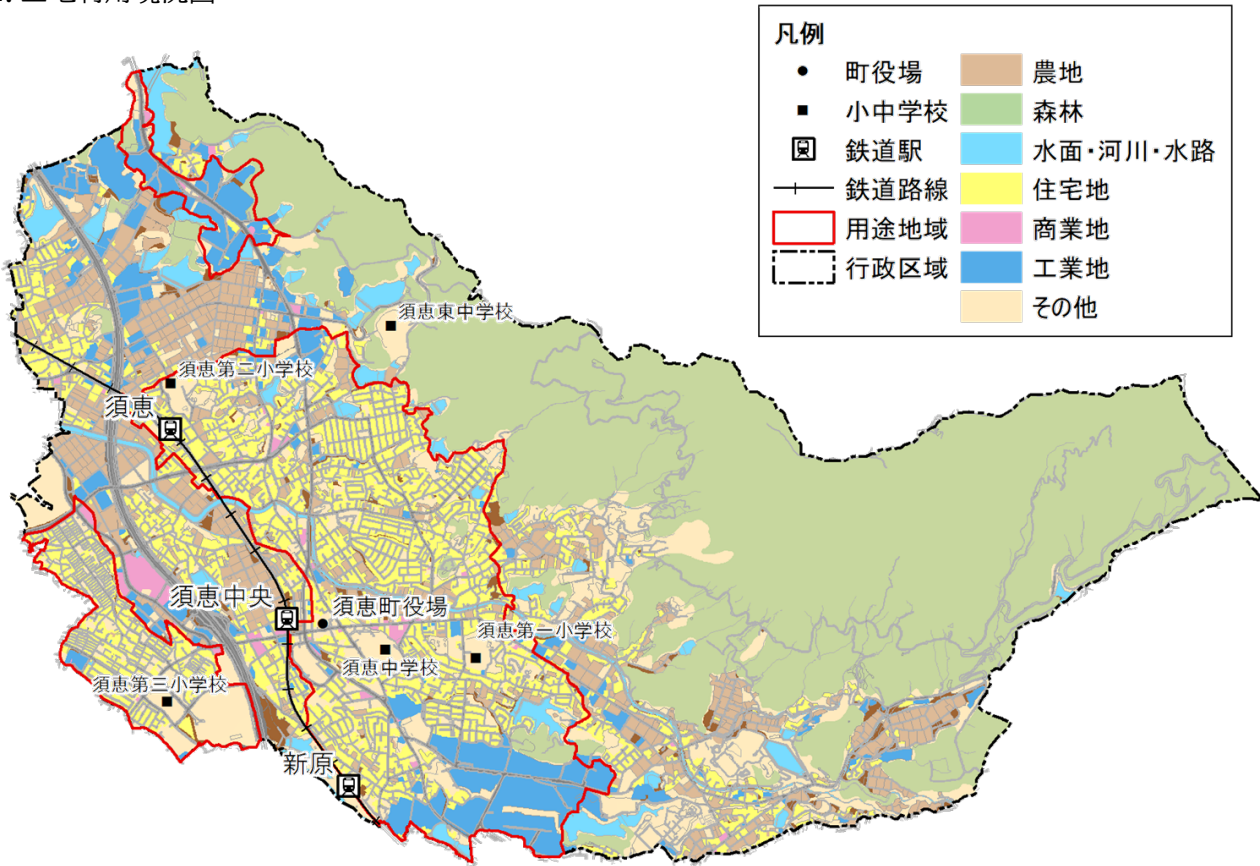 凡例
町役場
農地
小中学校
森林
鉄道駅
水面・河川・水路
鉄道路線
住宅地
用途地域
商業地
行政区域
工業地
その他
須恵東中学校
須恵第二小学校
須恵
須恵中央
須恵町役場
須恵第一小学校
須恵中学校
須恵第三小学校
新原